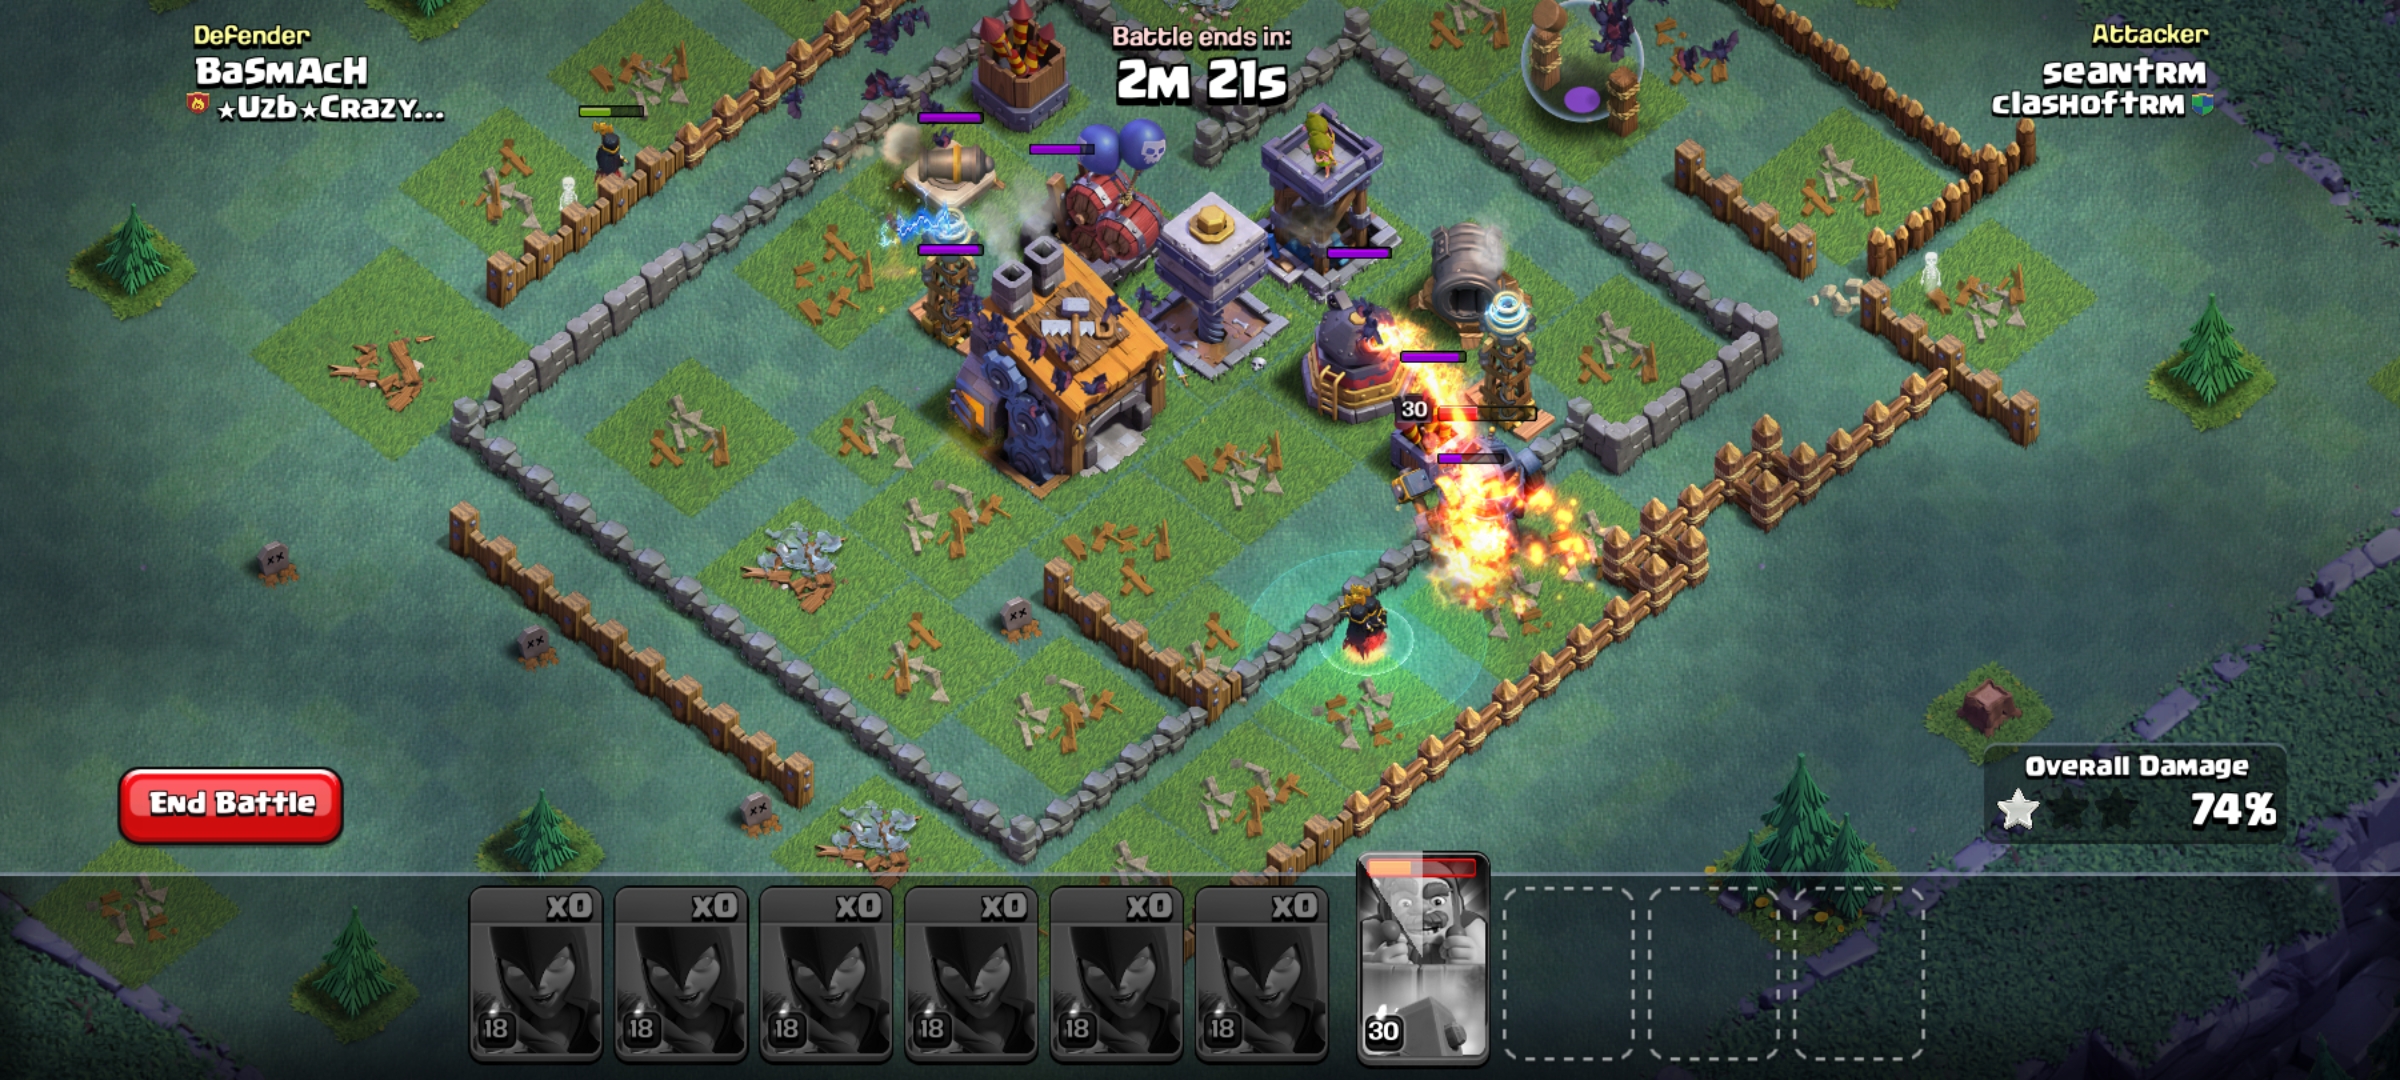 Defender
BaSmAcH
★Uzb★Crazy...
Battle ends in:
2M 21s
Attacker
seantrm
clashoftrm
30
End Battle
Overall Damage
74%
x0
x0
x0
x0
x0
x0
18
18
18
18
18
18
30